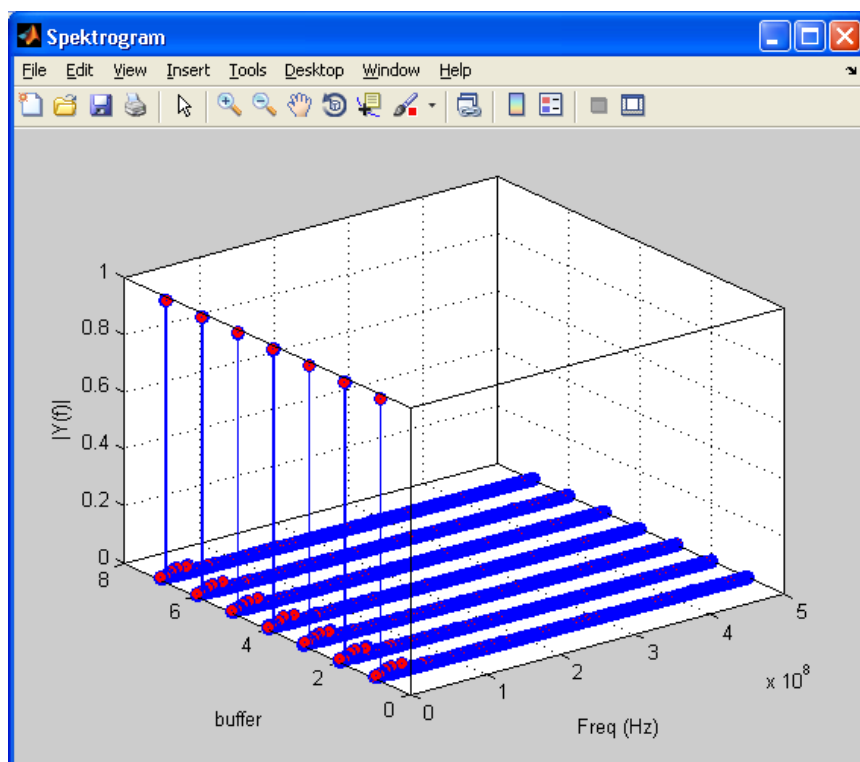 Spektrogram
File Edit View Insert Tools Desktop Window Help
1
0.8
0.6
0.4
0.2
0
|Y(f)|
8
6
4
2
0
buffer
0
1
2
3
4
5
x 10^8
Freq (Hz)